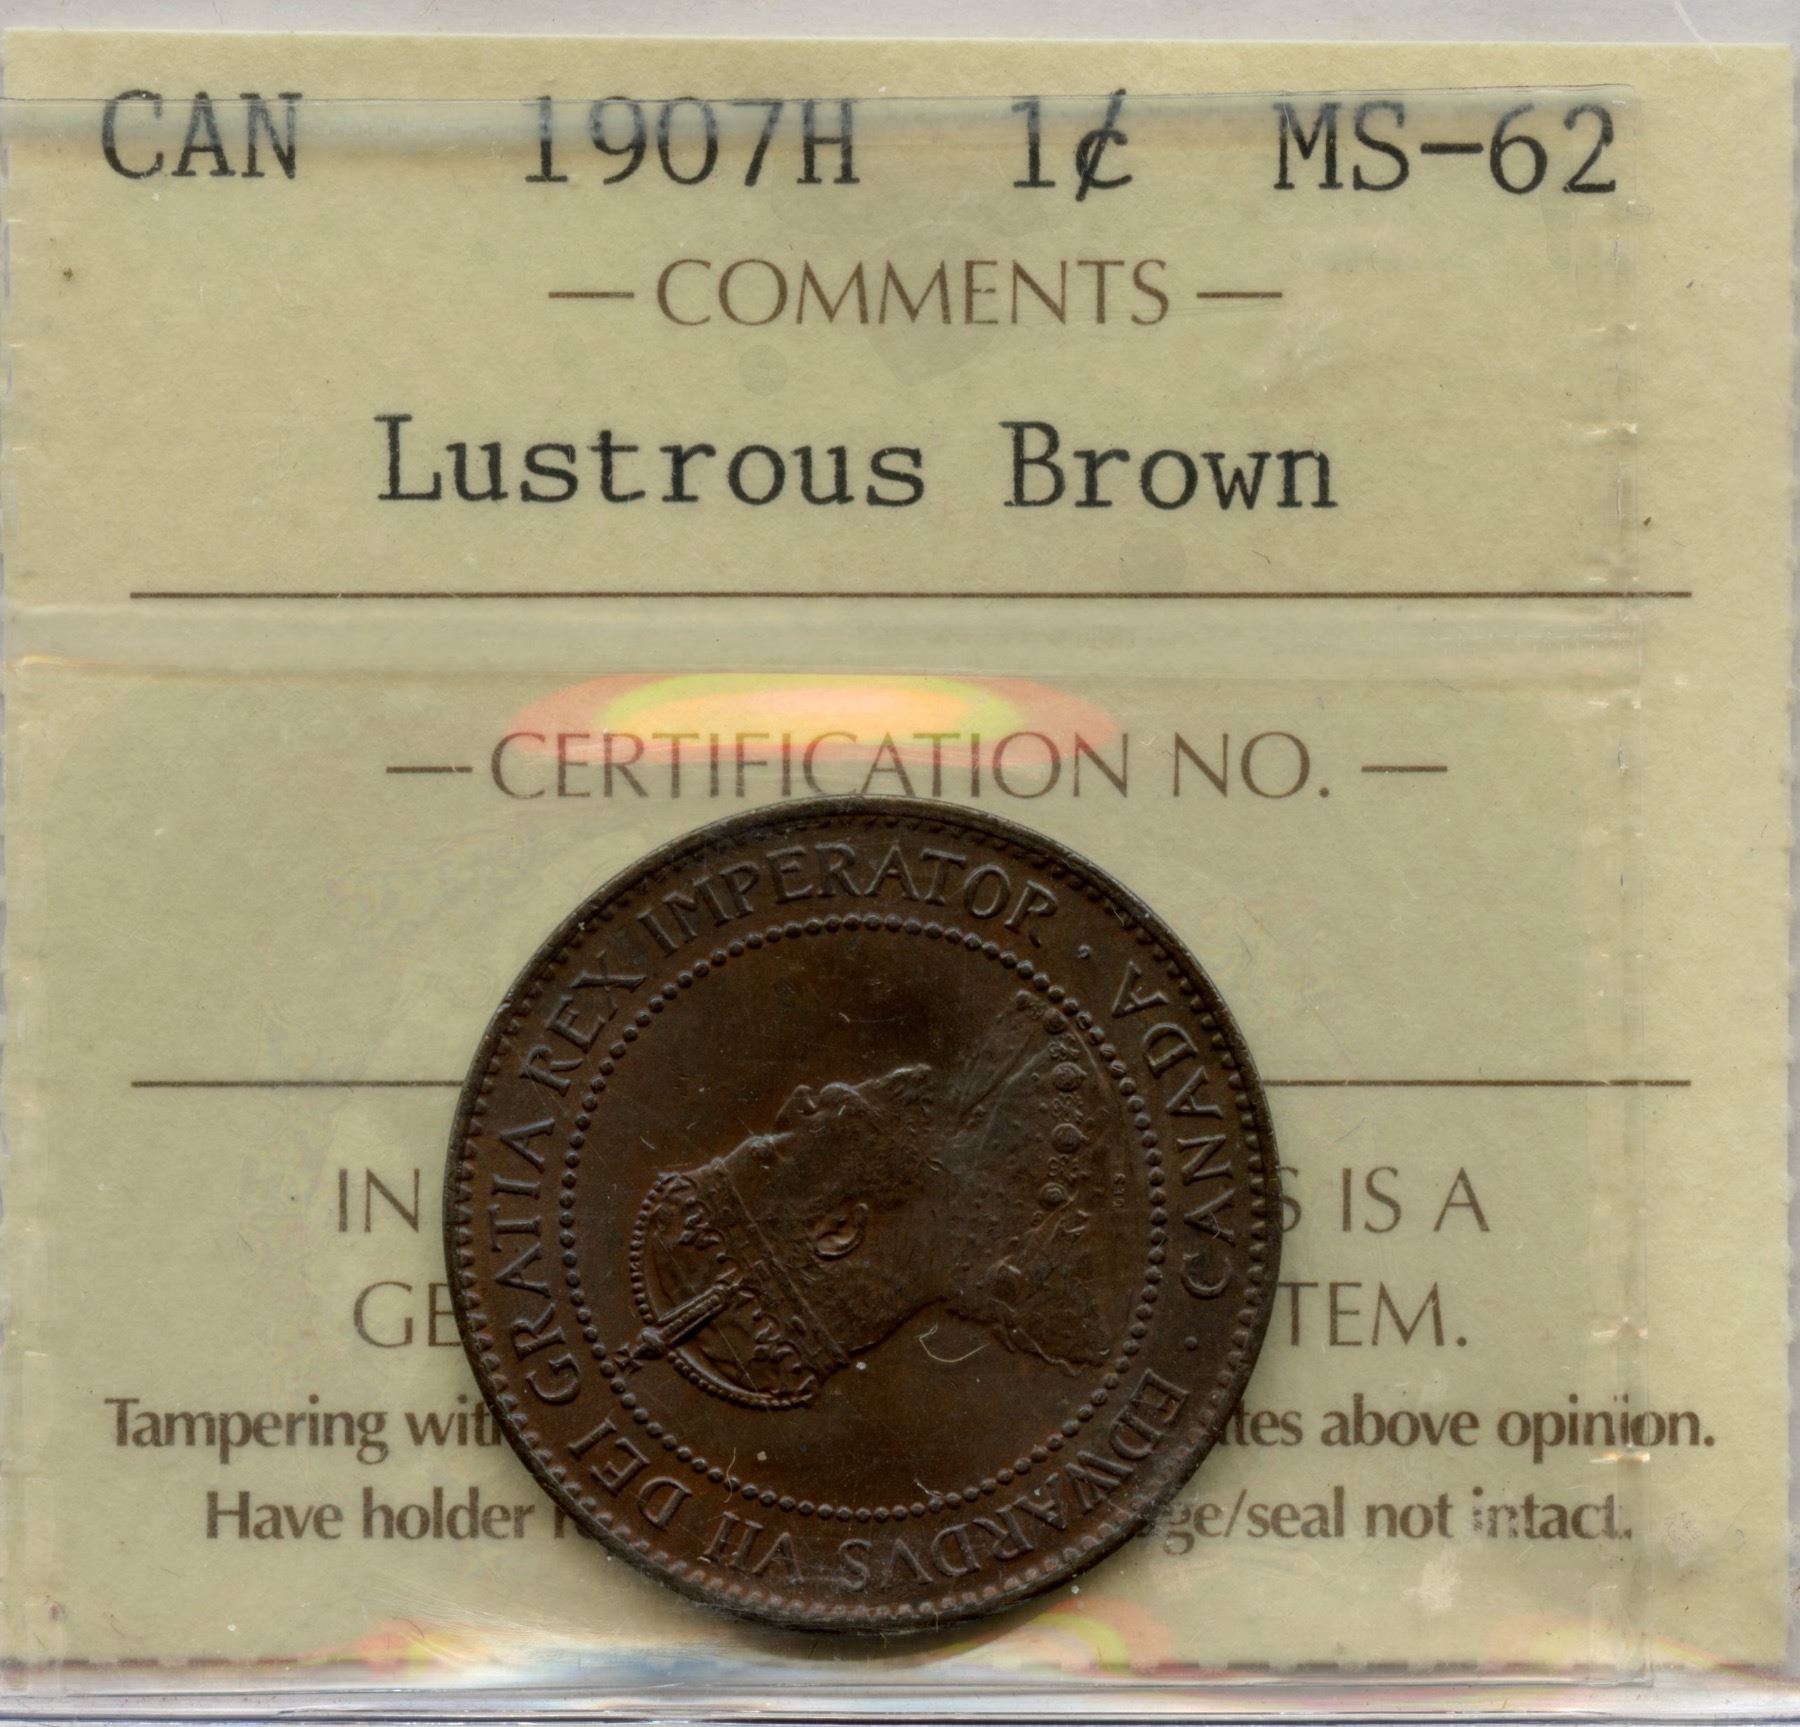 CAN 1907H 1¢ MS-62
— COMMENTS —
Lustrous Brown
— CERTIFICATION NO. —
IN S IS A
GE TEM.
Tampering wit tes above opinion.
Have holder ge/seal not intact.
EDWARDVS VII DEI GRATIA REX IMPERATOR · CANADA ·
DES